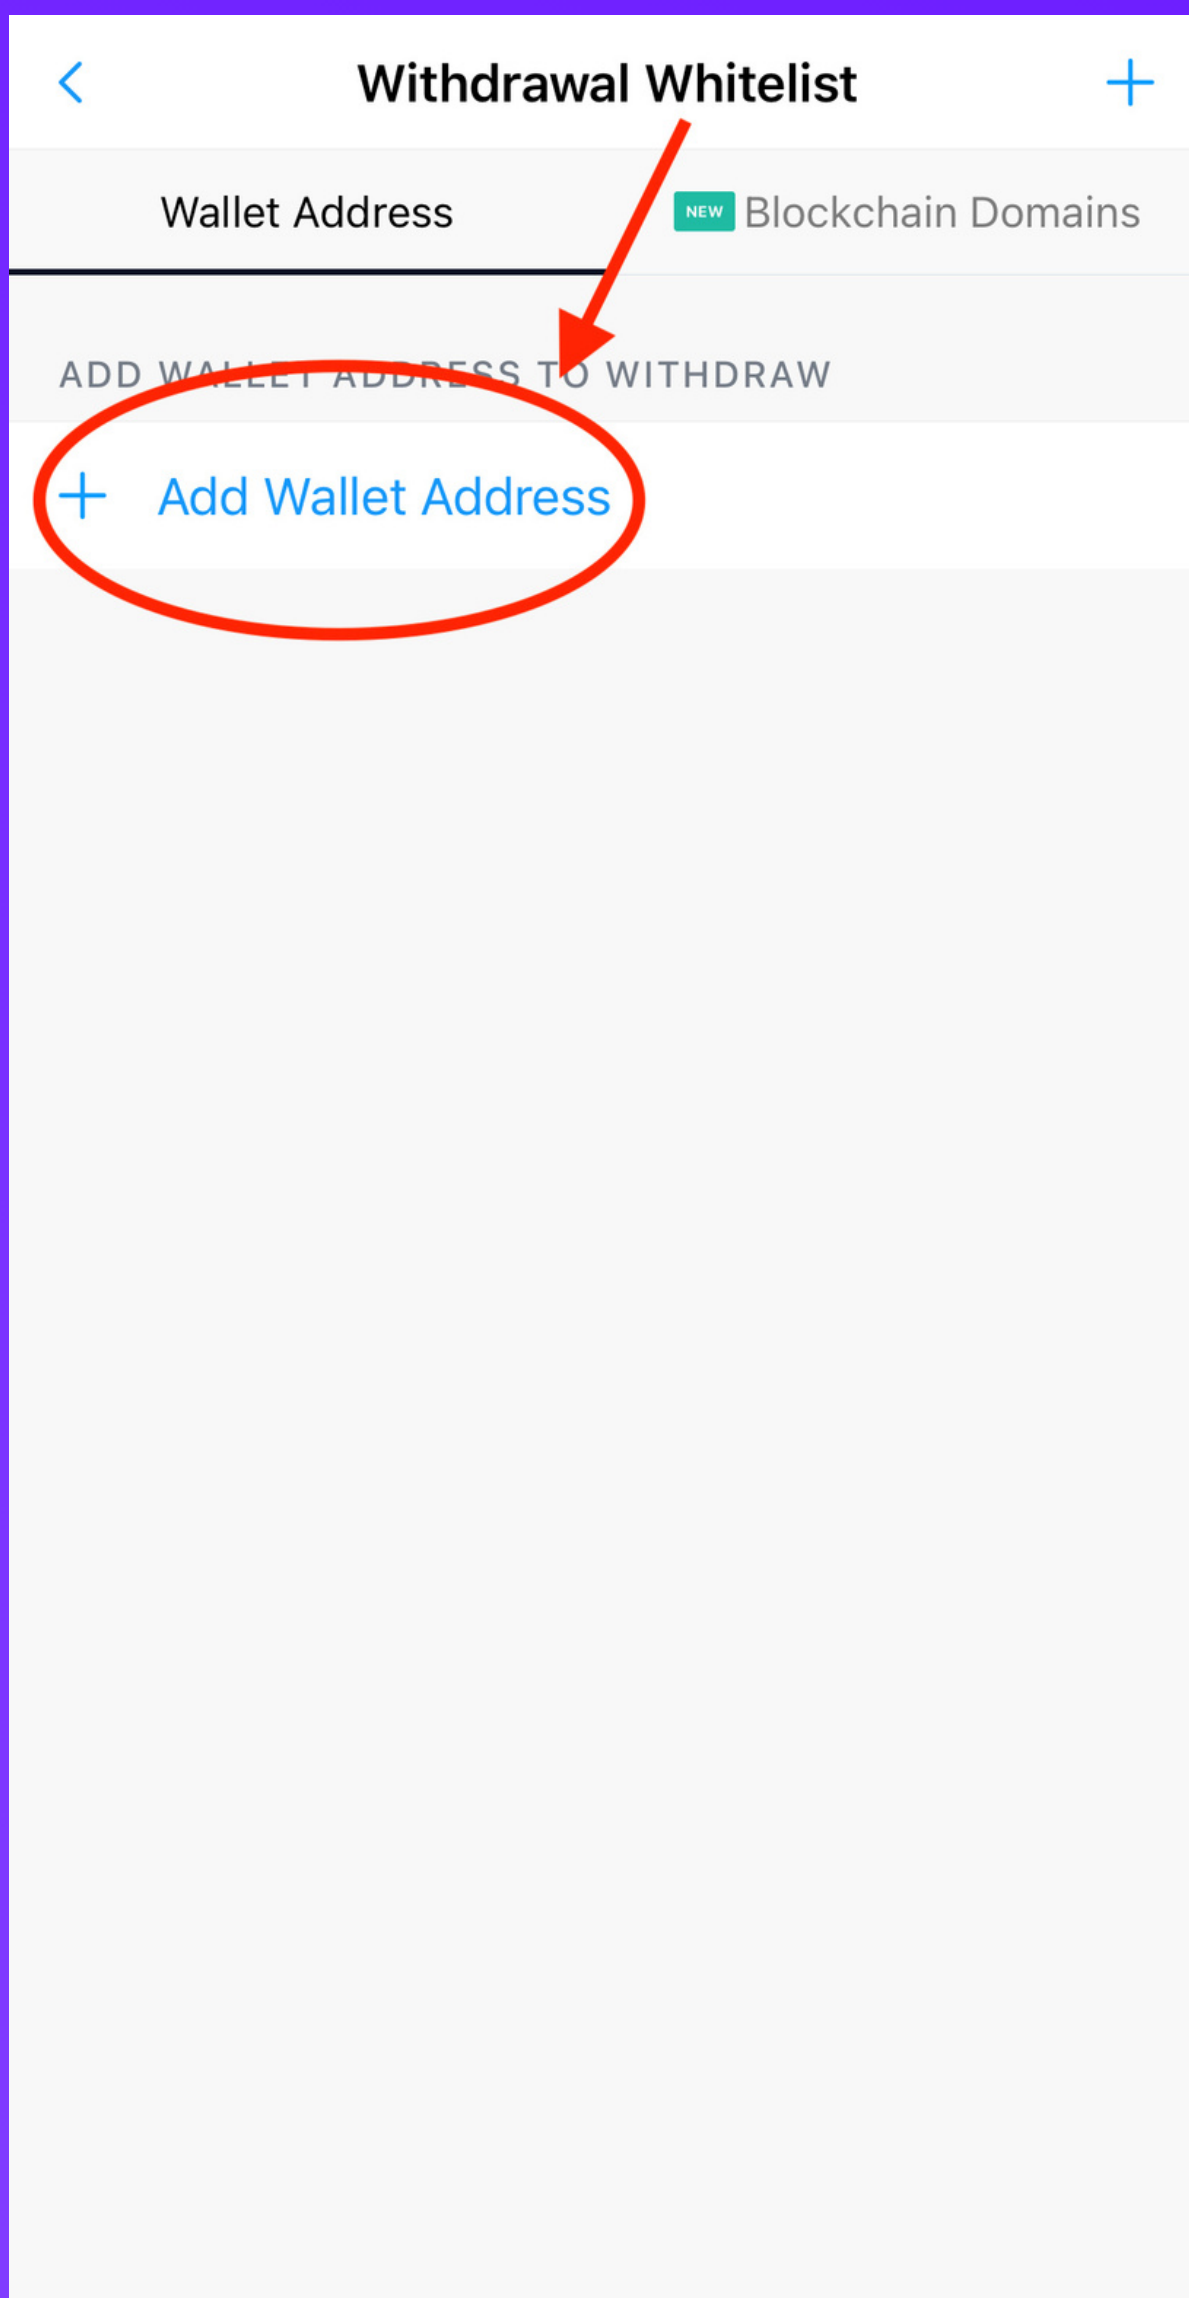 Withdrawal Whitelist
Wallet Address
NEW Blockchain Domains
ADD WALLET ADDRESS TO WITHDRAW
Add Wallet Address